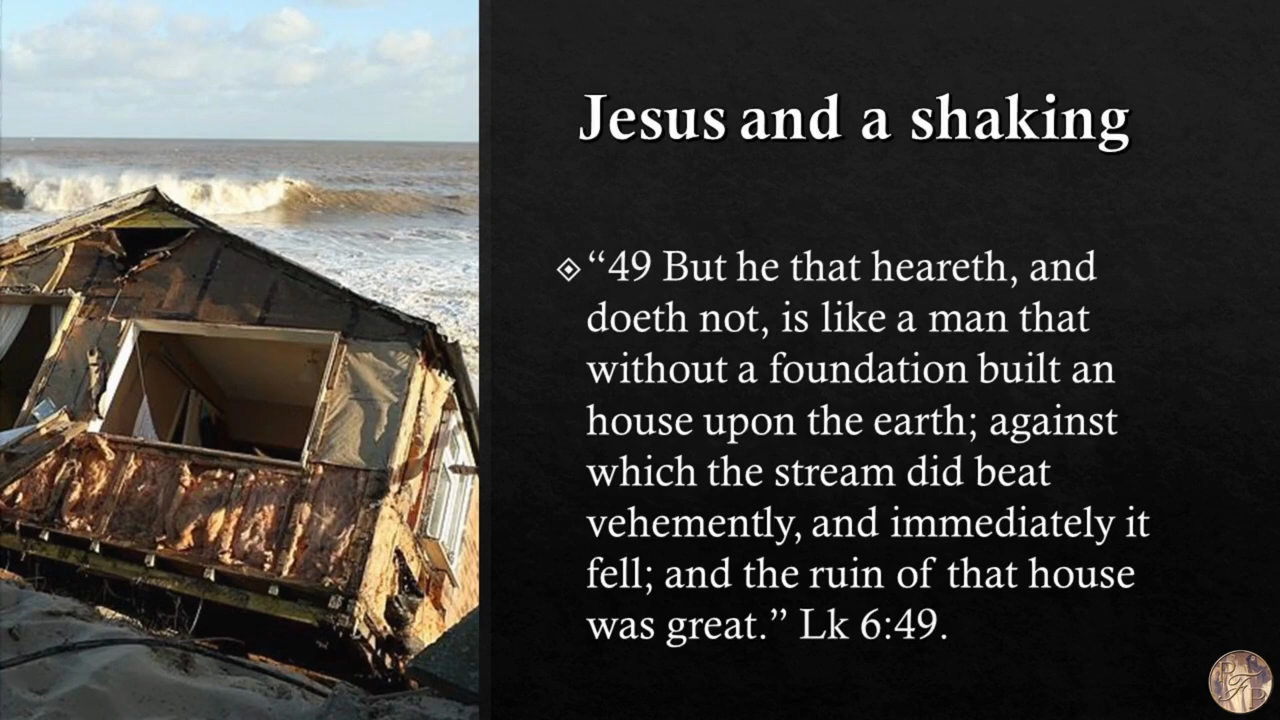 Jesus and a shaking
“49 But he that heareth, and
doeth not, is like a man that
without a foundation built an
house upon the earth; against
which the stream did beat
vehemently, and immediately it
fell; and the ruin of that house
was great.” Lk 6:49.